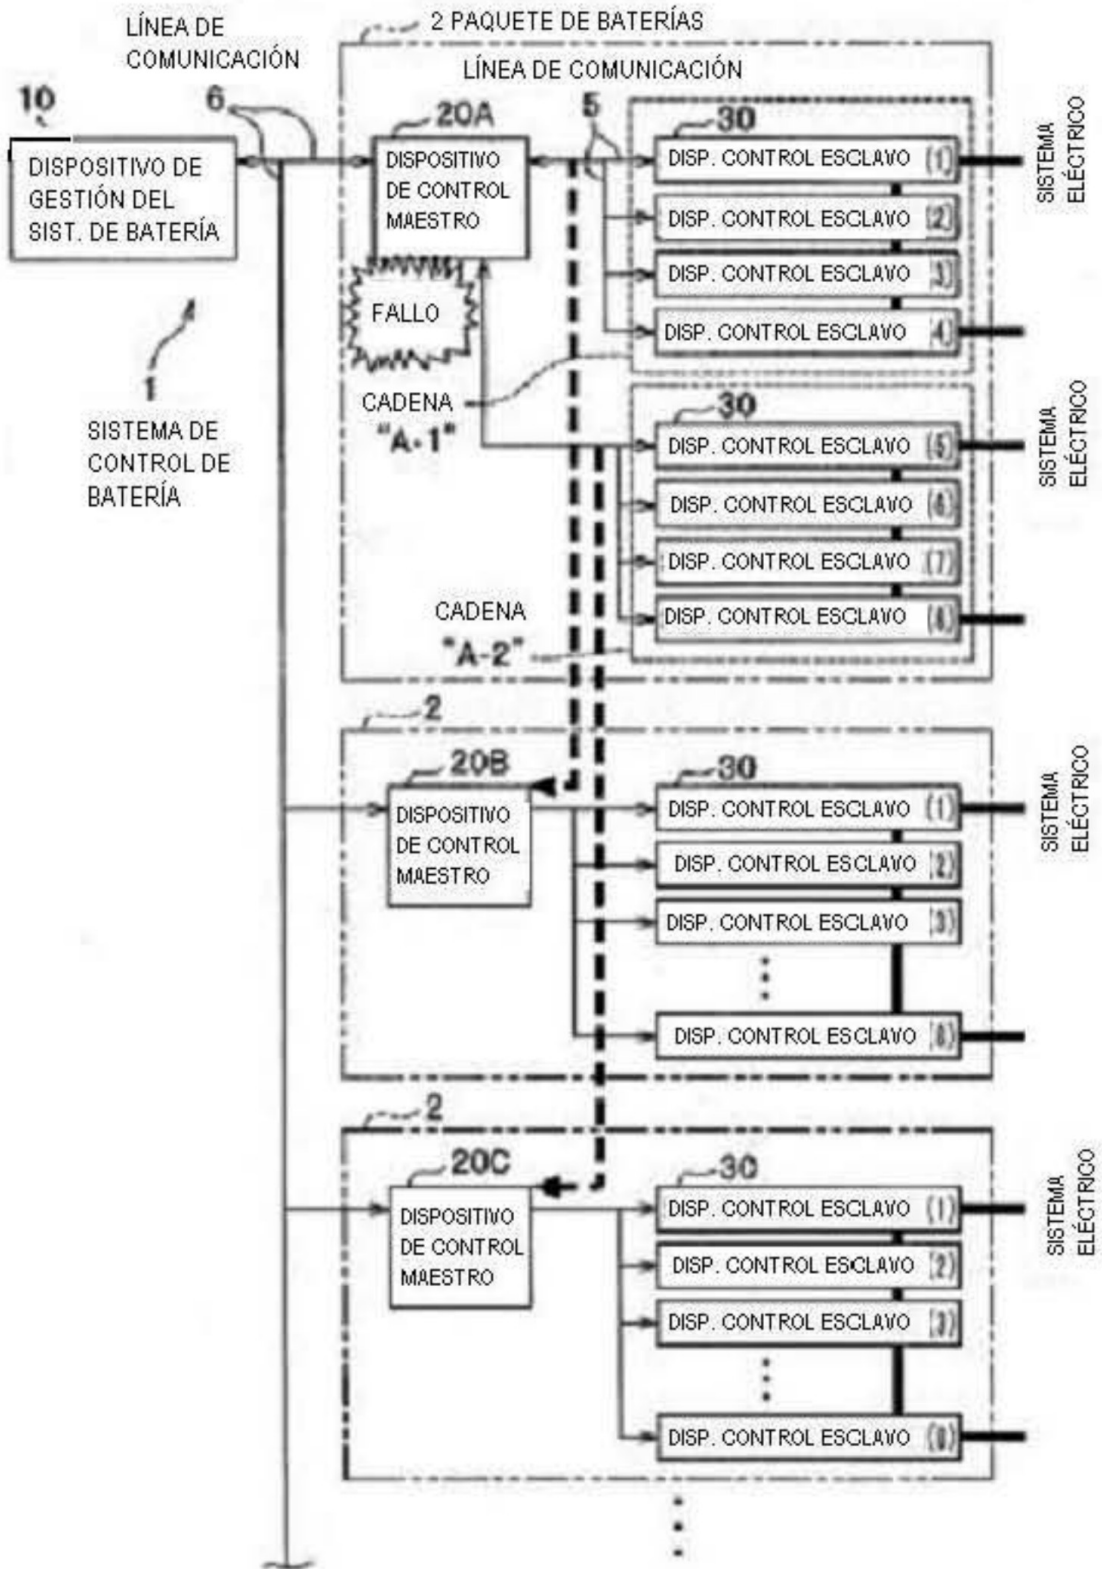 LÍNEA DE
COMUNICACIÓN
2 PAQUETE DE BATERÍAS
LÍNEA DE COMUNICACIÓN
10
6
20A
5
30
DISPOSITIVO DE
GESTIÓN DEL
SIST. DE BATERÍA
DISPOSITIVO
DE CONTROL
MAESTRO
DISP. CONTROL ESCLAVO (1)
DISP. CONTROL ESCLAVO (2)
DISP. CONTROL ESCLAVO (3)
DISP. CONTROL ESCLAVO (4)
SISTEMA
ELÉCTRICO
FALLO
1
SISTEMA DE
CONTROL DE
BATERÍA
CADENA
"A-1"
30
DISP. CONTROL ESCLAVO (5)
DISP. CONTROL ESCLAVO (6)
DISP. CONTROL ESCLAVO (7)
DISP. CONTROL ESCLAVO
SISTEMA
ELÉCTRICO
CADENA
"A-2"
2
20B
30
DISPOSITIVO
DE CONTROL
MAESTRO
DISP. CONTROL ESCLAVO (1)
DISP. CONTROL ESCLAVO (2)
DISP. CONTROL ESCLAVO (3)
DISP. CONTROL ESCLAVO
SISTEMA
ELÉCTRICO
2
20C
30
DISPOSITIVO
DE CONTROL
MAESTRO
DISP. CONTROL ESCLAVO (1)
DISP. CONTROL ESCLAVO (2)
DISP. CONTROL ESCLAVO (3)
DISP. CONTROL ESCLAVO
SISTEMA
ELÉCTRICO